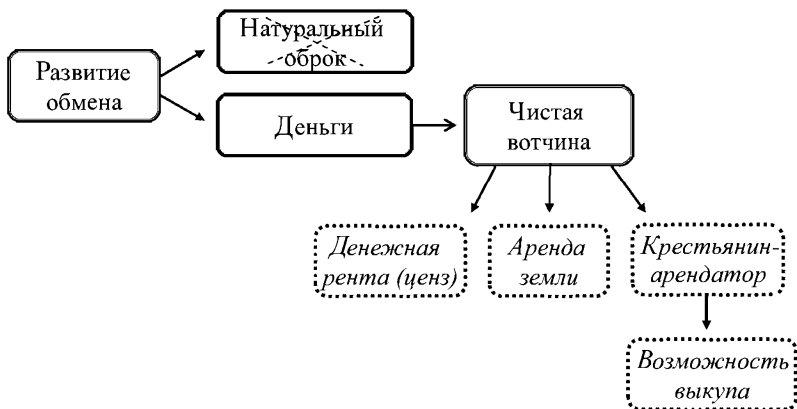 Натуральный
оброк
Развитие
обмена
Деньги
Чистая
вотчина
Денежная
рента (ценз)
Аренда
земли
Крестьянин-
арендатор
Возможность
выкупа